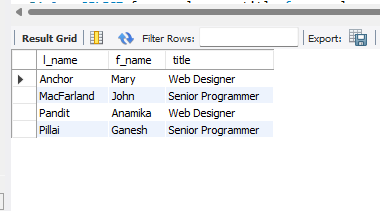 Result Grid Filter Rows: Export:
l_name f_name title
Anchor Mary Web Designer
MacFarland John Senior Programmer
Pandit Anamika Web Designer
Pillai Ganesh Senior Programmer